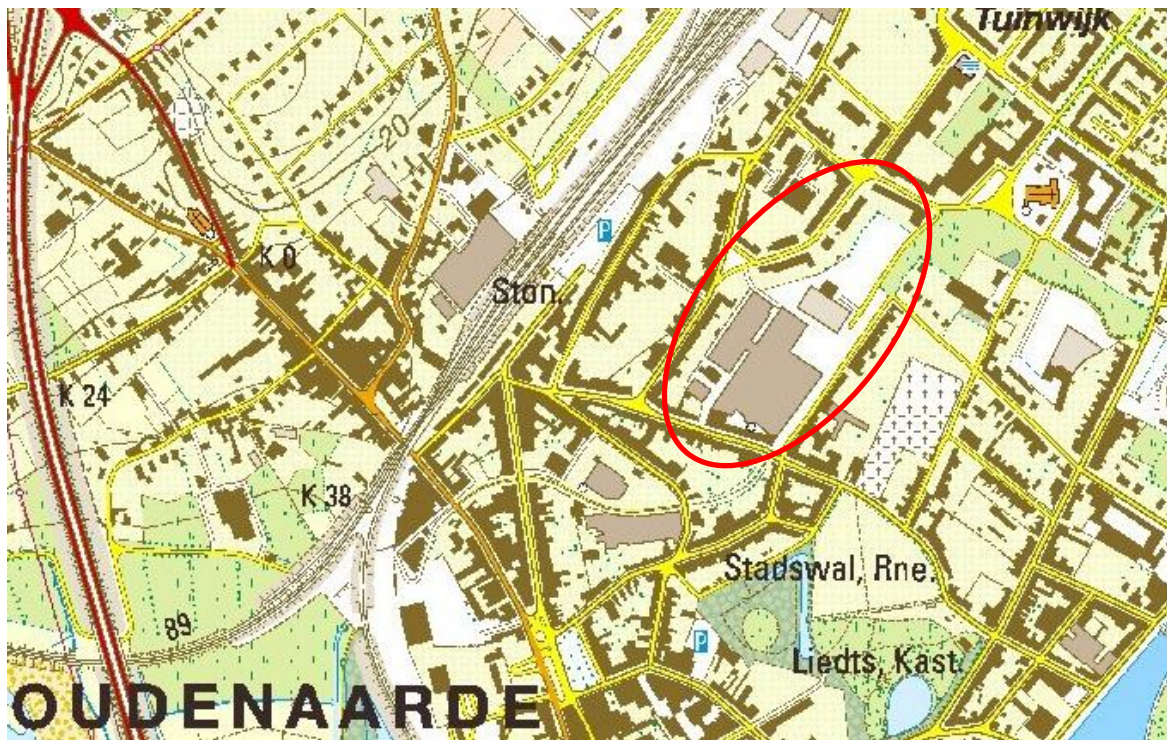 Tuinwijk
20
P
K 0
Ston.
K 24
K 38
Stadswal, Rne.
89
P
Liedts, Kast.
OUDENAARDE